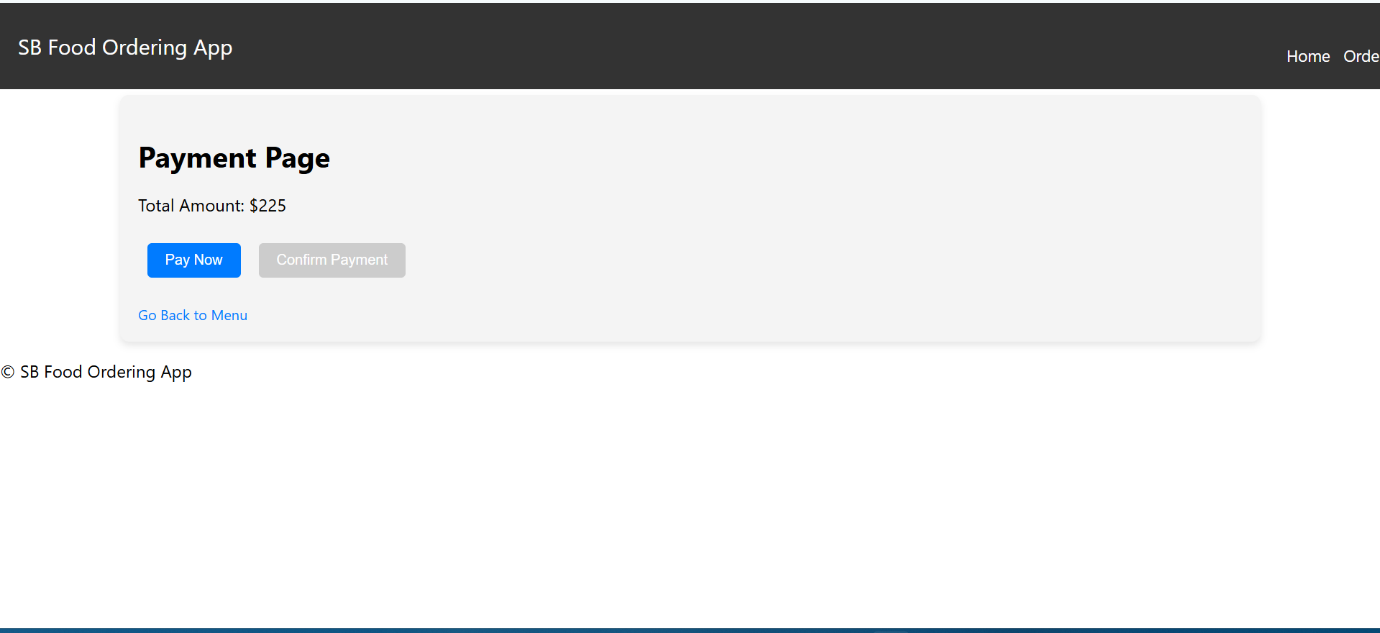 SB Food Ordering App
Home Orde
Payment Page
Total Amount: $225
Pay Now Confirm Payment
Go Back to Menu
© SB Food Ordering App